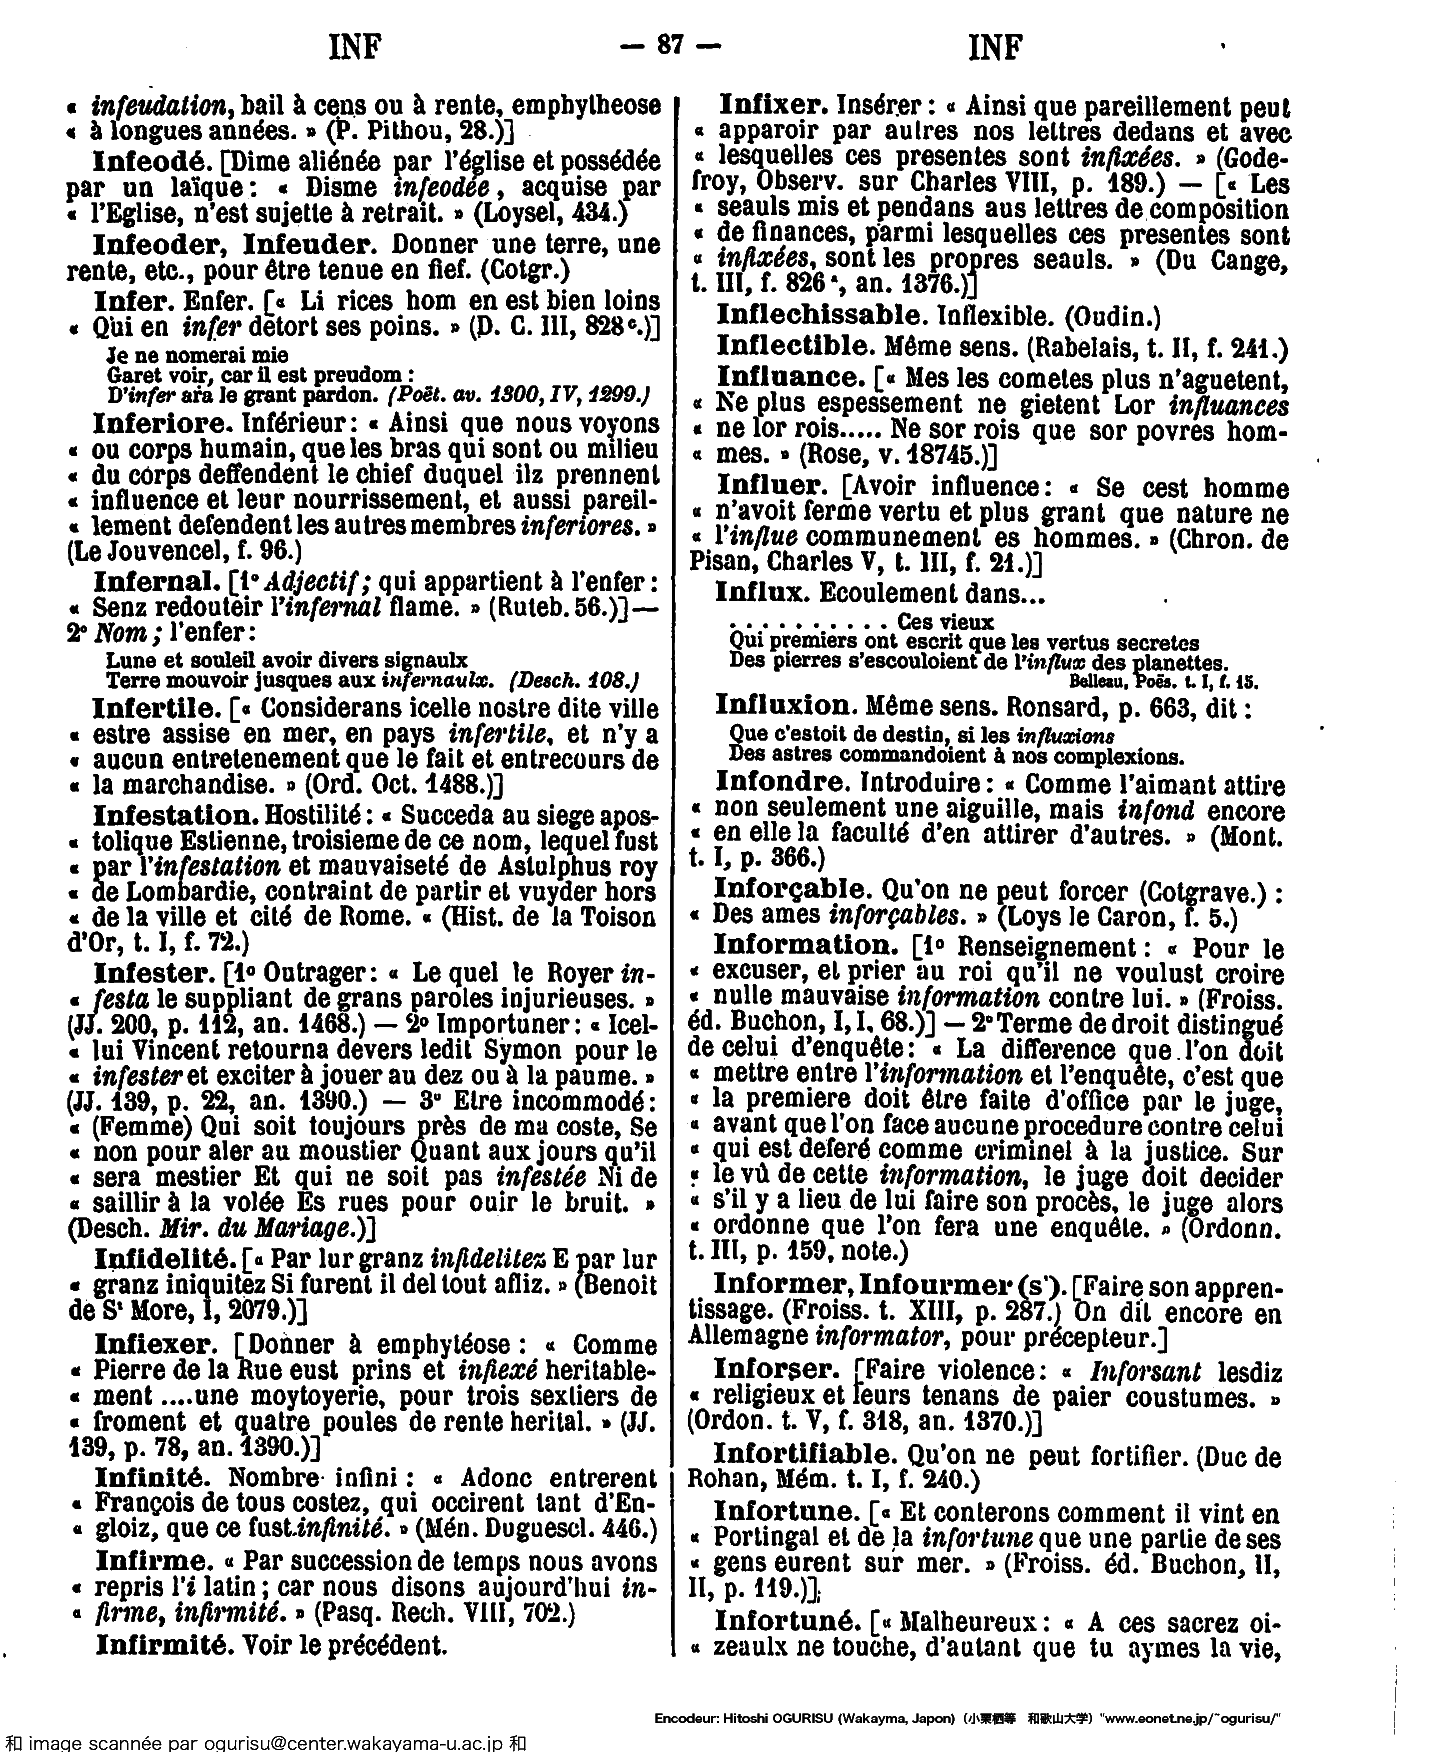 INF — 87 — INF
« infeudation, bail à cens ou à rente, emphytheose
« à longues années. » (P. Pithou, 28.)]
Infeodé. [Dime aliénée par l'église et possédée
par un laïque : « Disme infeodée, acquise par
« l'Eglise, n'est sujette à retrait. » (Loysel, 434.)
Infeoder, Infeuder. Donner une terre, une
rente, etc., pour être tenue en fief. (Cotgr.)
Infer. Enfer. [« Li rices hom en est bien loins
« Qui en infer detort ses poins. » (D. C. III, 828 c.)]
Je ne nomerai mie
Garet voir, car il est preudom :
D'infer ara le grant pardon. (Poët. av. 1300, IV, 1299.)
Inferiore. Inférieur : « Ainsi que nous voyons
« ou corps humain, que les bras qui sont ou milieu
« du corps deffendent le chief duquel ilz prennent
« influence et leur nourrissement, et aussi pareil-
« lement defendent les autres membres inferiores. »
(Le Jouvencel, f. 96.)
Infernal. [1° Adjectif ; qui appartient à l'enfer :
« Senz redouteir l'infernal flame. » (Ruteb. 56.)] —
2° Nom ; l'enfer :
Lune et souleil avoir divers signaulx
Terre mouvoir jusques aux infernaulx. (Desch. 108.)
Infertile. [« Considerans icelle nostre dite ville
« estre assise en mer, en pays infertile, et n'y a
« aucun entretenement que le fait et entrecours de
« la marchandise. » (Ord. Oct. 1488.)]
Infestation. Hostilité : « Succeda au siege apos-
« tolique Estienne, troisieme de ce nom, lequel fust
« par l'infestation et mauvaiseté de Astulphus roy
« de Lombardie, contraint de partir et vuyder hors
« de la ville et cité de Rome. « (Hist. de la Toison
d'Or, t. I, f. 72.)
Infester. [1° Outrager : « Le quel le Royer in-
« festa le suppliant de grans paroles injurieuses. »
(JJ. 200, p. 112, an. 1468.) — 2° Importuner : « Icel-
« lui Vincent retourna devers ledit Symon pour le
« infester et exciter à jouer au dez ou à la paume. »
(JJ. 139, p. 22, an. 1390.) — 3° Etre incommodé :
« (Femme) Qui soit toujours près de ma coste, Se
« non pour aler au moustier Quant aux jours qu'il
« sera mestier Et qui ne soit pas infestée Ni de
« saillir à la volée Es rues pour ouir le bruit. »
(Desch. Mir. du Mariage.)]
Infidelité. [« Par lur granz infidelitez E par lur
« granz iniquitez Si furent il del tout afliz. » (Benoit
de St More, I, 2079.)]
Infiexer. [Donner à emphytéose : « Comme
« Pierre de la Rue eust prins et infiexé heritable-
« ment ....une moytoyerie, pour trois sextiers de
« froment et quatre poules de rente herital. » (JJ.
139, p. 78, an. 1390.)]
Infinité. Nombre infini : « Adonc entrerent
« François de tous costez, qui occirent tant d'En-
« gloiz, que ce fust infinité. » (Mén. Duguescl. 446.)
Infirme. « Par succession de temps nous avons
« repris l'i latin ; car nous disons aujourd'hui in-
« firme, infirmité. » (Pasq. Rech. VIII, 702.)
Infirmité. Voir le précédent.
Infixer. Insérer : « Ainsi que pareillement peut
« apparoir par autres nos lettres dedans et avec
« lesquelles ces presentes sont infixées. » (Gode-
froy, Observ. sur Charles VIII, p. 189.) — [« Les
« seauls mis et pendans aus lettres de composition
« de finances, parmi lesquelles ces presentes sont
« infixées, sont les propres seauls. » (Du Cange,
t. III, f. 826 a, an. 1376.)]
Inflechissable. Inflexible. (Oudin.)
Inflectible. Même sens. (Rabelais, t. II, f. 241.)
Influance. [« Mes les cometes plus n'aguetent,
« Ne plus espessement ne gietent Lor influances
« ne lor rois..... Ne sor rois que sor povres hom-
« mes. » (Rose, v. 18745.)]
Influer. [Avoir influence : « Se cest homme
« n'avoit ferme vertu et plus grant que nature ne
« l'influe communement es hommes. » (Chron. de
Pisan, Charles V, t. III, f. 21.)]
Influx. Ecoulement dans...
. . . . . . . . . . Ces vieux
Qui premiers ont escrit que les vertus secretes
Des pierres s'escouloient de l'influx des planettes.
Belleau, Poës. t. I, f. 15.
Influxion. Même sens. Ronsard, p. 663, dit :
Que c'estoit de destin, si les influxions
Des astres commandoient à nos complexions.
Infondre. Introduire : « Comme l'aimant attire
« non seulement une aiguille, mais infond encore
« en elle la faculté d'en attirer d'autres. » (Mont.
t. I, p. 366.)
Inforçable. Qu'on ne peut forcer (Cotgrave.) :
« Des ames inforçables. » (Loys le Caron, f. 5.)
Information. [1° Renseignement : « Pour le
« excuser, et prier au roi qu'il ne voulust croire
« nulle mauvaise information contre lui. » (Froiss.
éd. Buchon, I, I, 68.)] — 2° Terme de droit distingué
de celui d'enquête : « La difference que l'on doit
« mettre entre l'information et l'enquête, c'est que
« la premiere doit être faite d'office par le juge,
« avant que l'on face aucune procedure contre celui
« qui est deferé comme criminel à la justice. Sur
« le vû de cette information, le juge doit decider
« s'il y a lieu de lui faire son procès, le juge alors
« ordonne que l'on fera une enquête. » (Ordonn.
t. III, p. 159, note.)
Informer, Infourmer (s'). [Faire son appren-
tissage. (Froiss. t. XIII, p. 287.) On dit encore en
Allemagne informator, pour précepteur.]
Inforser. [Faire violence : « Inforsant lesdiz
« religieux et leurs tenans de paier coustumes. »
(Ordon. t. V, f. 318, an. 1370.)]
Infortifiable. Qu'on ne peut fortifier. (Duc de
Rohan, Mém. t. I, f. 240.)
Infortune. [« Et conterons comment il vint en
« Portingal et de la infortune que une partie de ses
« gens eurent sur mer. » (Froiss. éd. Buchon, II,
II, p. 119.)]
Infortuné. [« Malheureux : « A ces sacrez oi-
« zeaulx ne touche, d'autant que tu aymes la vie,
Encodeur: Hitoshi OGURISU (Wakayma, Japon) (小栗栖等 和歌山大学) "www.eonet.ne.jp/~ogurisu/"
和 image scannée par ogurisu@center.wakayama-u.ac.jp 和